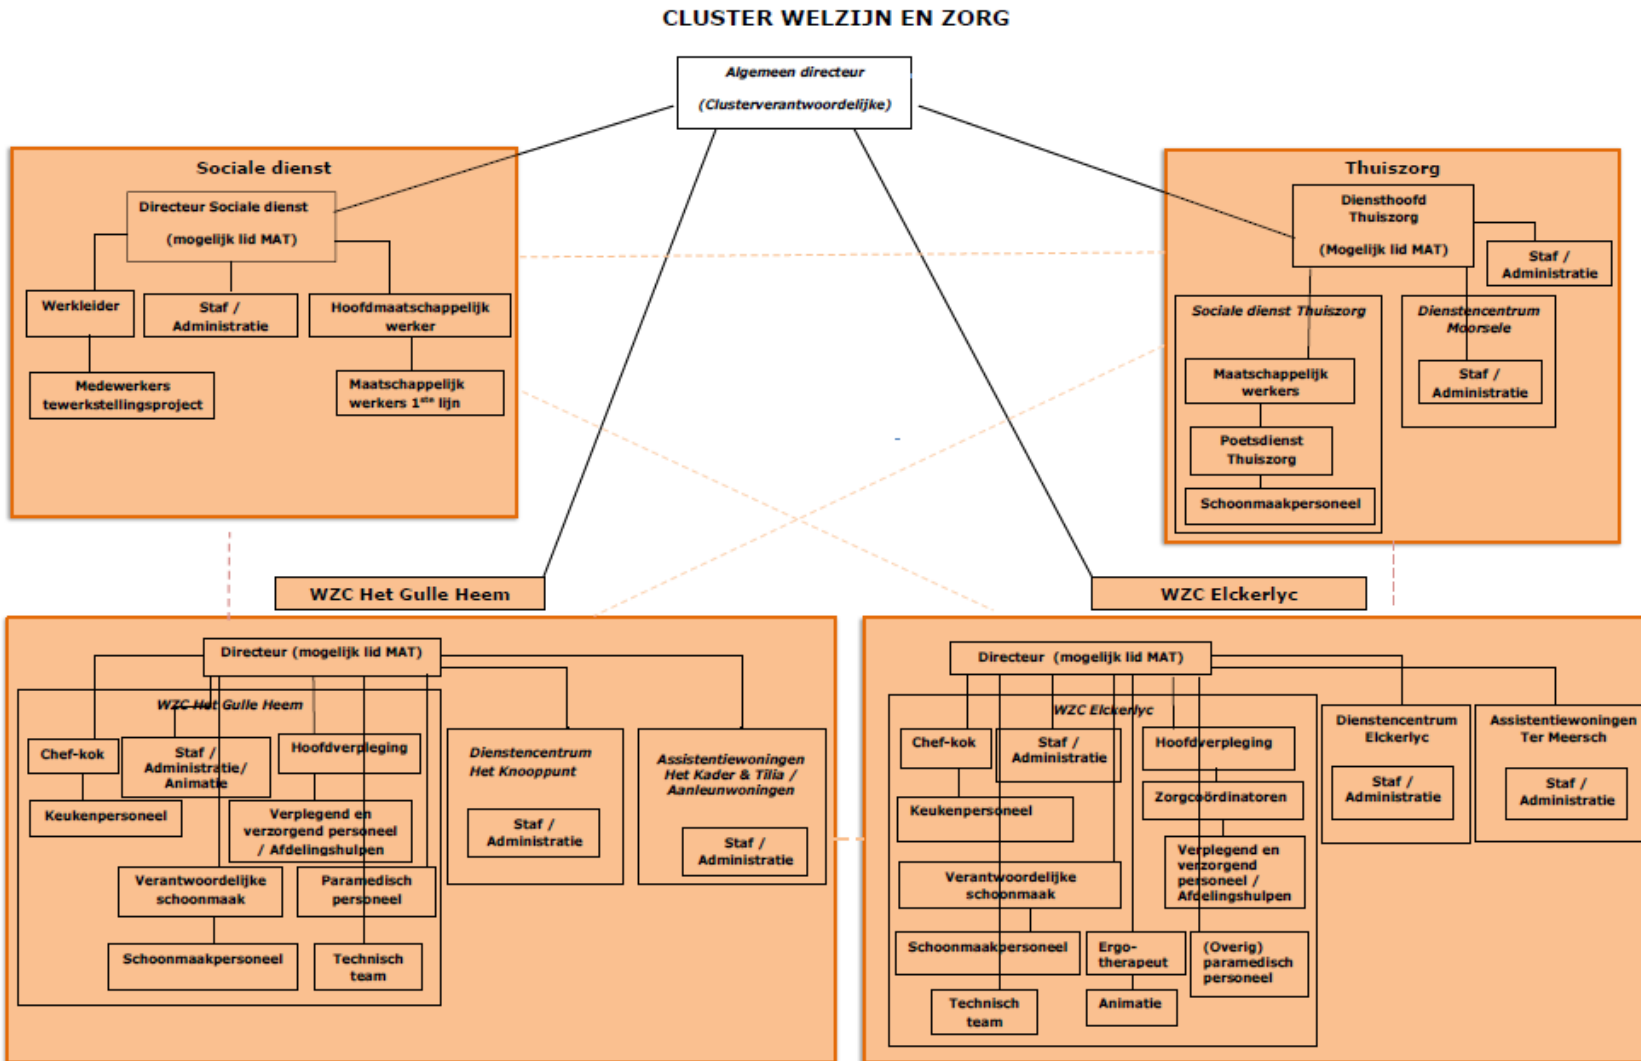 CLUSTER WELZIJN EN ZORG
Algemeen directeur
(Clusterverantwoordelijke)
Sociale dienst
Directeur Sociale dienst
(mogelijk lid MAT)
Werkleider
Staf /
Administratie
Hoofdmaatschappelijk
werker
Medewerkers
tewerkstellingsproject
Maatschappelijk
werkers 1ste lijn
Thuiszorg
Diensthoofd
Thuiszorg
(Mogelijk lid MAT)
Staf /
Administratie
Sociale dienst Thuiszorg
Maatschappelijk
werkers
Poetsdienst
Thuiszorg
Schoonmaakpersoneel
Dienstencentrum
Moorsele
Staf /
Administratie
WZC Het Gulle Heem
Directeur (mogelijk lid MAT)
WZC Het Gulle Heem
Chef-kok
Staf /
Administratie/
Animatie
Hoofdverpleging
Keukenpersoneel
Verplegend en
verzorgend personeel
/ Afdelingshulpen
Verantwoordelijke
schoonmaak
Paramedisch
personeel
Schoonmaakpersoneel
Technisch
team
Dienstencentrum
Het Knooppunt
Staf /
Administratie
Assistentiewoningen
Het Kader & Tilia /
Aanleunwoningen
Staf /
Administratie
WZC Elckerlyc
Directeur (mogelijk lid MAT)
WZC Elckerlyc
Chef-kok
Staf /
Administratie
Hoofdverpleging
Keukenpersoneel
Zorgcoördinatoren
Verantwoordelijke
schoonmaak
Verplegend en
verzorgend
personeel /
Afdelingshulpen
Schoonmaakpersoneel
Ergo-
therapeut
(Overig)
paramedisch
personeel
Technisch
team
Animatie
Dienstencentrum
Elckerlyc
Staf /
Administratie
Assistentiewoningen
Ter Meersch
Staf /
Administratie